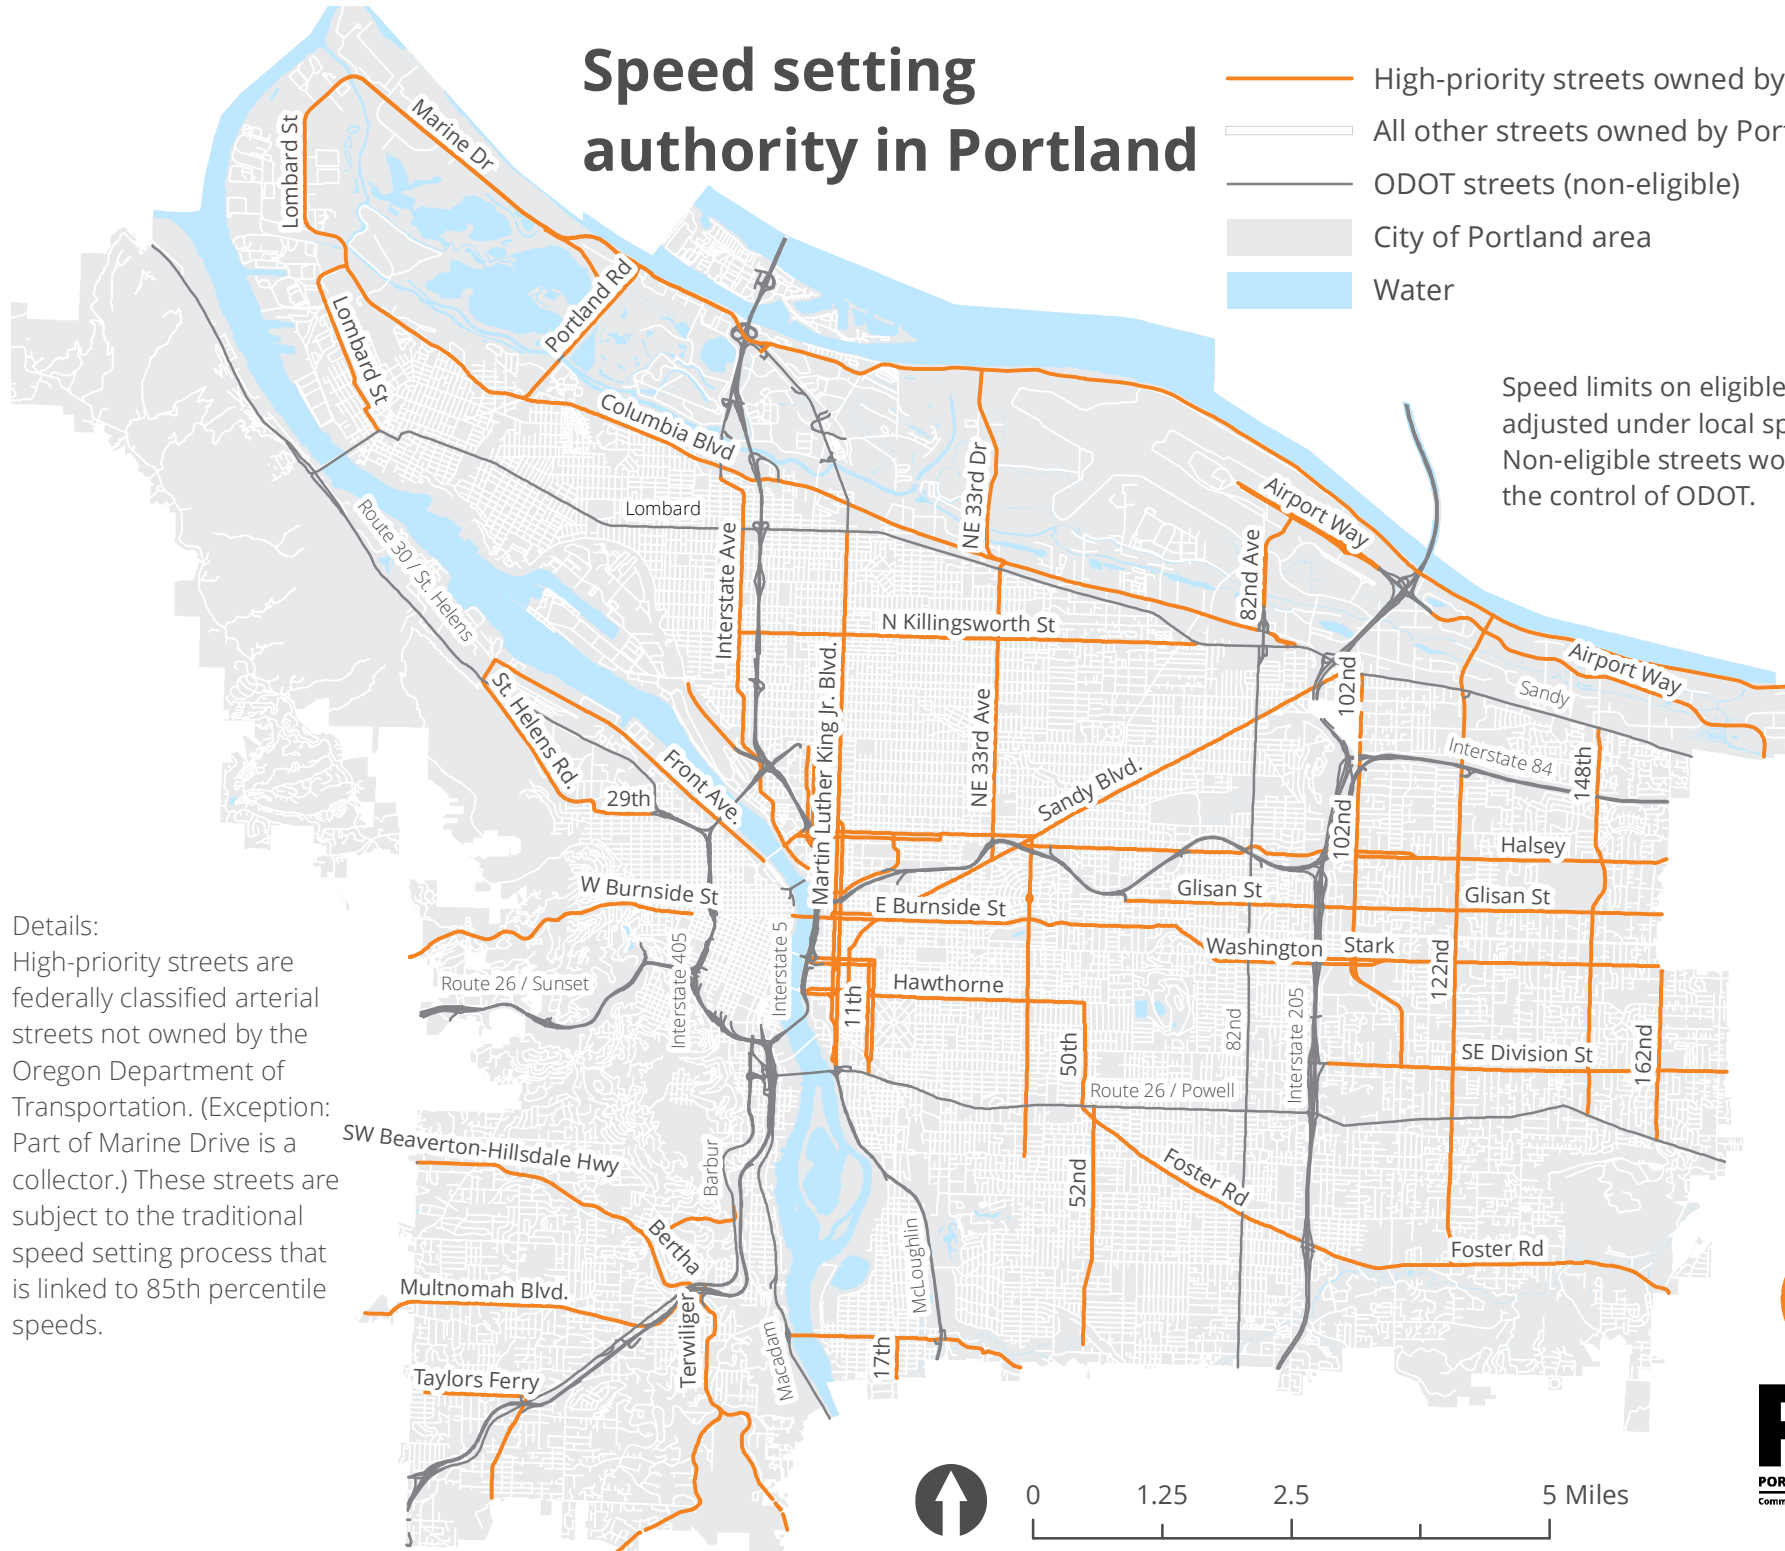 Speed setting
authority in Portland
High-priority streets owned by
All other streets owned by Por
ODOT streets (non-eligible)
City of Portland area
Water
Speed limits on eligible
adjusted under local sp
Non-eligible streets wo
the control of ODOT.
Marine Dr
Lombard St
Portland Rd
Lombard St
Columbia Blvd
NE 33rd Dr
Airport Way
Lombard
Route 30 / St. Helens
Interstate Ave
82nd Ave
N Killingsworth St
Airport Way
St. Helens Rd.
Martin Luther King Jr. Blvd.
NE 33rd Ave
102nd
Sandy
Front Ave.
Interstate 84
148th
29th
Sandy Blvd.
102nd
Halsey
W Burnside St
Glisan St
Glisan St
E Burnside St
Washington
Stark
122nd
Interstate 405
Interstate 5
Route 26 / Sunset
Hawthorne
11th
82nd
Interstate 205
50th
SE Division St
162nd
Route 26 / Powell
Details:
High-priority streets are
federally classified arterial
streets not owned by the
Oregon Department of
Transportation. (Exception:
Part of Marine Drive is a
collector.) These streets are
subject to the traditional
speed setting process that
is linked to 85th percentile
speeds.
SW Beaverton-Hillsdale Hwy
Barbur
52nd
Foster Rd
Bertha
McLoughlin
Foster Rd
Multnomah Blvd.
Terwiliger
Macadam
17th
Taylors Ferry
0 1.25 2.5 5 Miles
P
POR
Comm